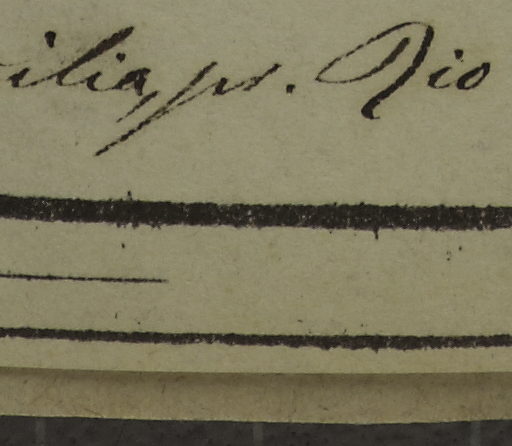 ilia, pr. Rio